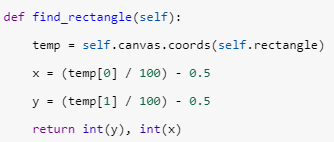 def find_rectangle(self):
    temp = self.canvas.coords(self.rectangle)
    x = (temp[0] / 100) - 0.5
    y = (temp[1] / 100) - 0.5
    return int(y), int(x)